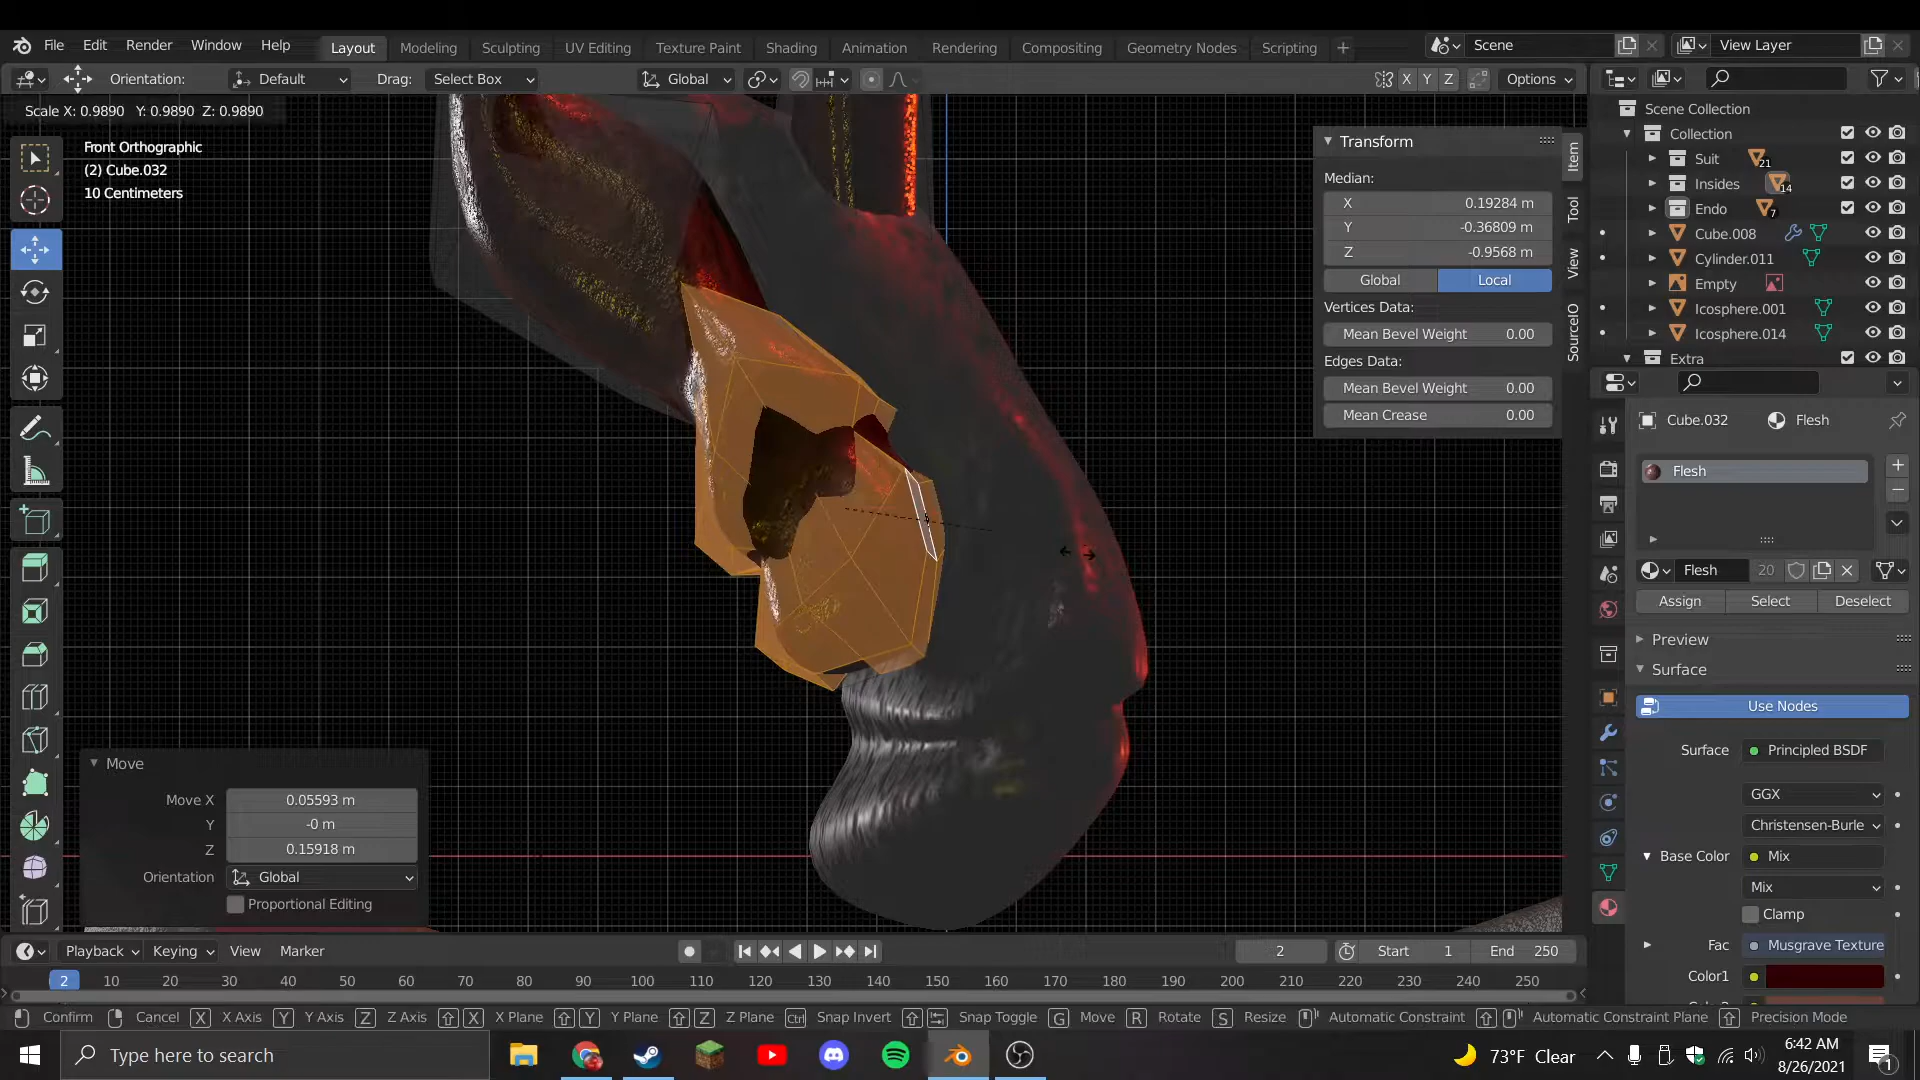 File Edit Render Window Help Layout Modeling Sculpting UV Editing Texture Paint Shading Animation Rendering Compositing Geometry Nodes Scripting + Scene View Layer
Orientation: Default Drag: Select Box Global X Y Z Options
Scale X: 0.9890 Y: 0.9890 Z: 0.9890
Front Orthographic
(2) Cube.032
10 Centimeters
Transform
Median:
X 0.19284 m
Y -0.36809 m
Z -0.9568 m
Global Local
Vertices Data:
Mean Bevel Weight 0.00
Edges Data:
Mean Bevel Weight 0.00
Mean Crease 0.00
Item
Tool
View
SourceIO
Scene Collection
Collection
Suit 21
Insides 14
Endo 7
Cube.008
Cylinder.011
Empty
Icosphere.001
Icosphere.014
Extra
Cube.032 Flesh
Flesh
Flesh 20
Assign Select Deselect
Preview
Surface
Use Nodes
Surface Principled BSDF
GGX
Christensen-Burle
Base Color Mix
Mix
Clamp
Fac Musgrave Texture
Color1
Move
Move X 0.05593 m
Y -0 m
Z 0.15918 m
Orientation Global
Proportional Editing
Playback Keying View Marker 2 Start 1 End 250
2 10 20 30 40 50 60 70 80 90 100 110 120 130 140 150 160 170 180 190 200 210 220 230 240 250
Confirm Cancel X X Axis Y Y Axis Z Z Axis X X Plane Y Y Plane Z Z Plane Ctrl Snap Invert Snap Toggle G Move R Rotate S Resize Automatic Constraint Automatic Constraint Plane Precision Mode
Type here to search 73°F Clear 6:42 AM
8/26/2021 1